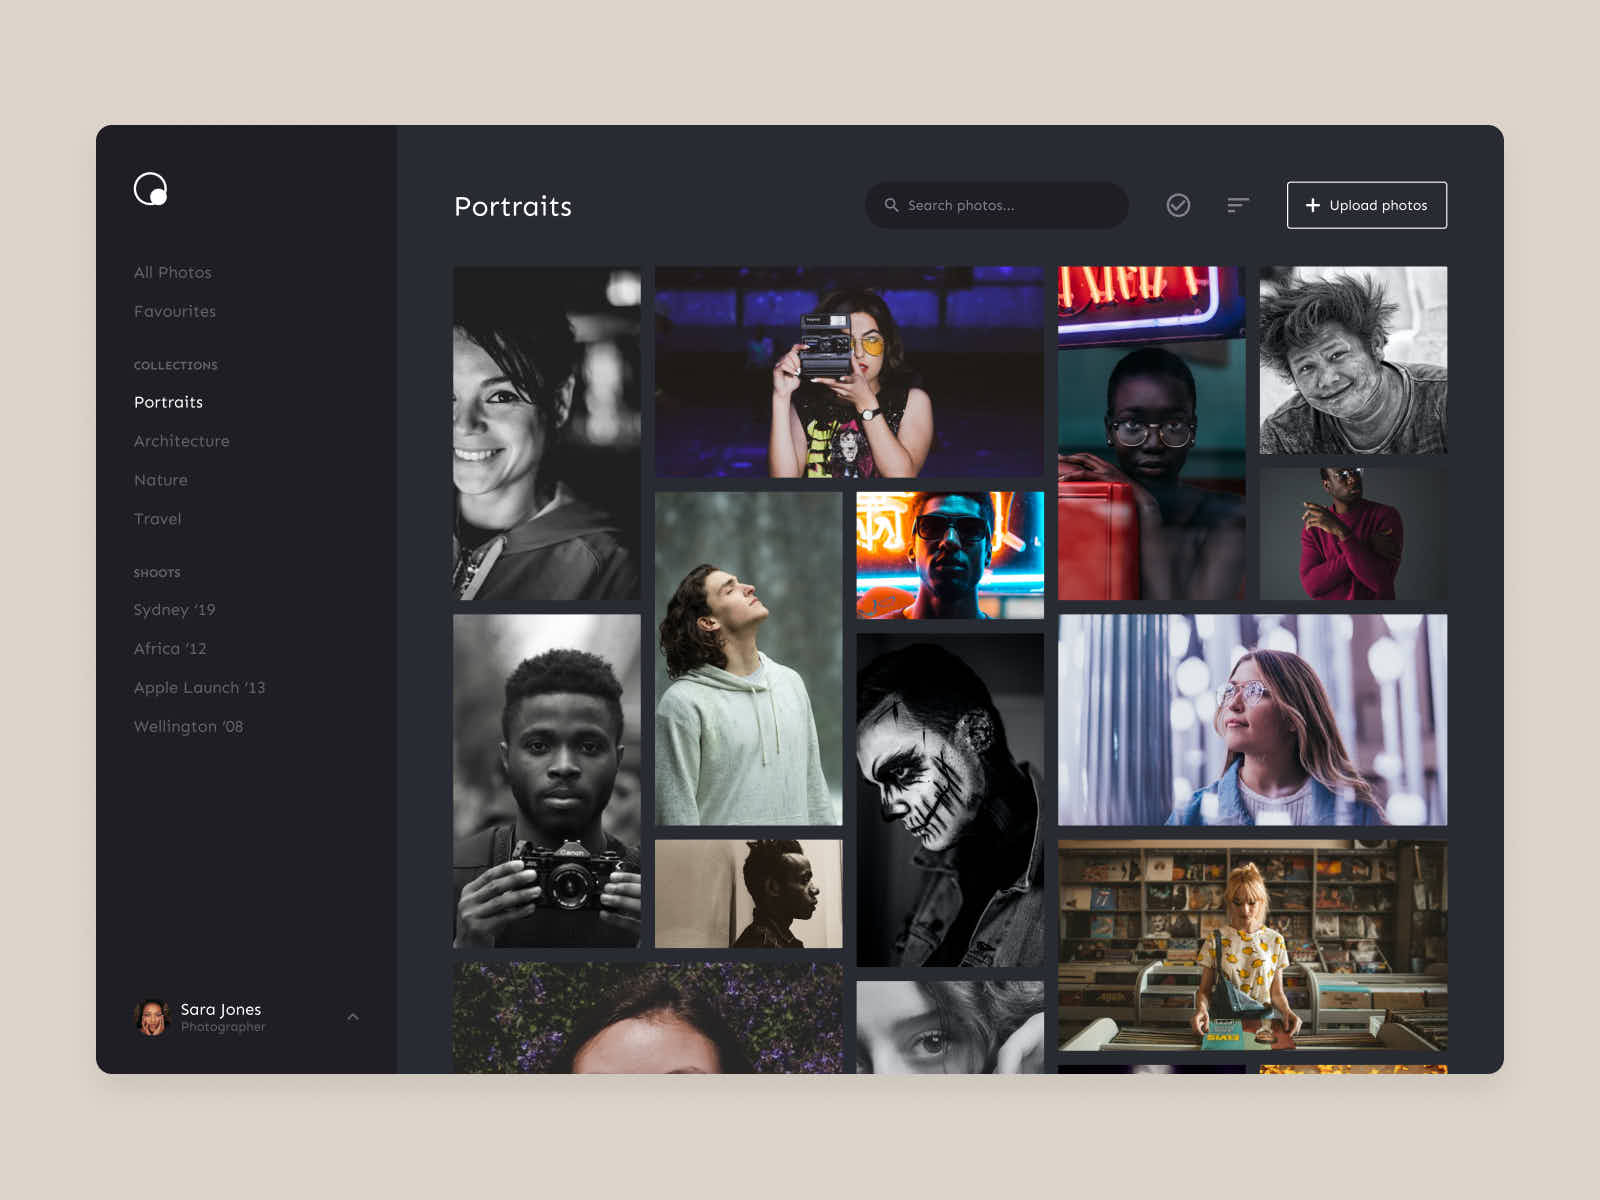 Portraits
Search photos...
Upload photos
All Photos
Favourites
COLLECTIONS
Portraits
Architecture
Nature
Travel
SHOOTS
Sydney ‘19
Africa ‘12
Apple Launch ‘13
Wellington ‘08
Sara Jones
Photographer
Canon
ELVIS